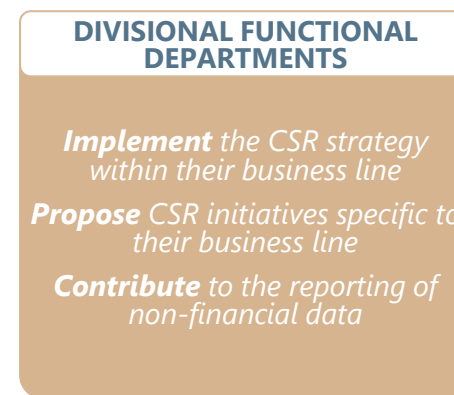 DIVISIONAL FUNCTIONAL
DEPARTMENTS
Implement the CSR strategy
within their business line
Propose CSR initiatives specific to
their business line
Contribute to the reporting of
non-financial data